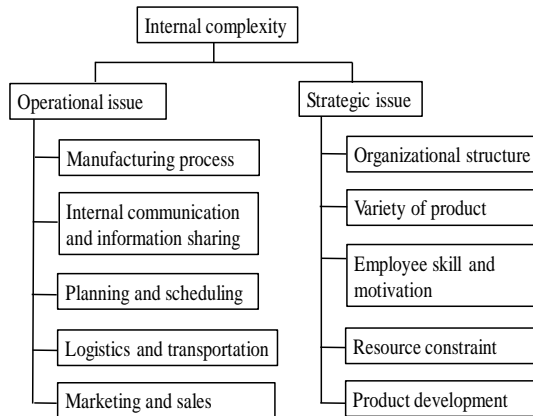 Internal complexity
Operational issue
Strategic issue
Manufacturing process
Internal communication
and information sharing
Planning and scheduling
Logistics and transportation
Marketing and sales
Organizational structure
Variety of product
Employee skill and
motivation
Resource constraint
Product development